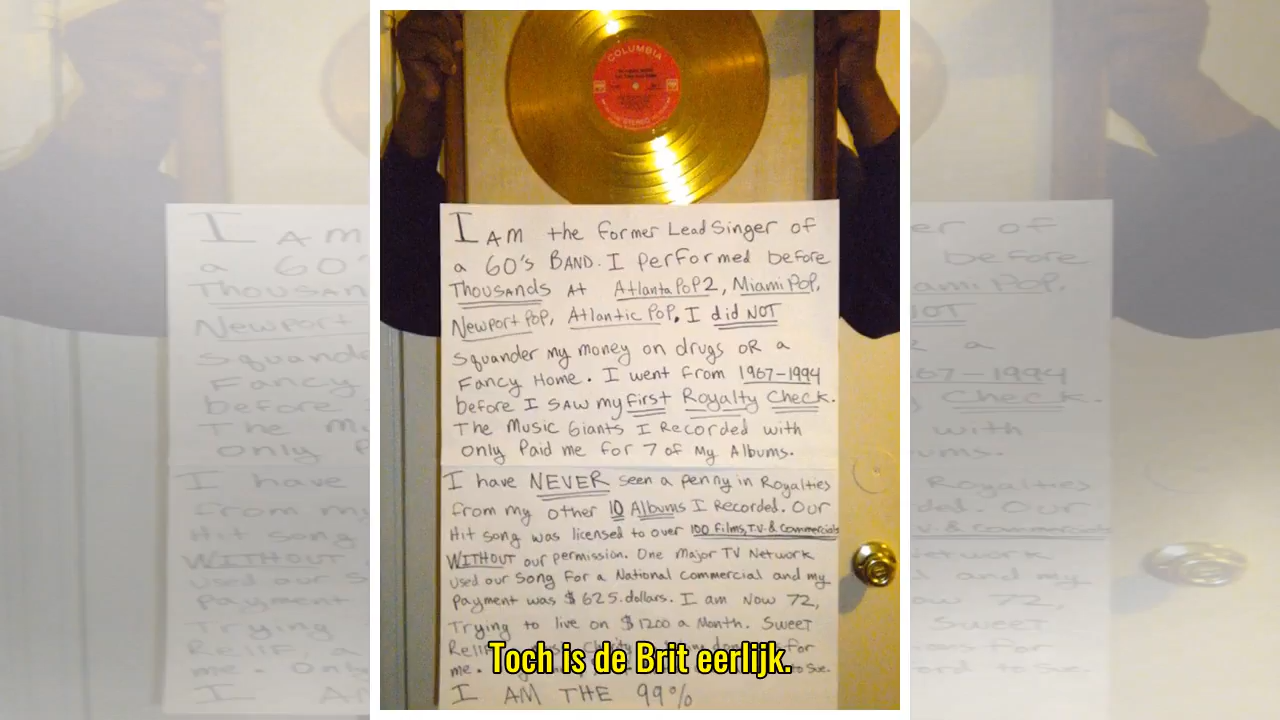 COLUMBIA
I AM the former Lead Singer of
a 60's BAND. I performed before
Thousands AT Atlanta Pop 2, Miami Pop,
Newport Pop, Atlantic Pop. I did NOT
squander my money on drugs OR a
Fancy Home. I went from 1967-1994
before I saw my first Royalty Check.
The Music Giants I Recorded with
only Paid me for 7 of My Albums.
I have NEVER seen a penny in Royalties
from my other 10 Albums I Recorded. Our
Hit song was licensed to over 100 films, T.V. & Commercials
WITHOUT our permission. One Major TV Network
used our song for a National Commercial and my
payment was $625. dollars. I am Now 72,
Trying to live on $1200 a Month. Sweet
for
me. to Sue.
I AM THE 99%
Toch is de Brit eerlijk.